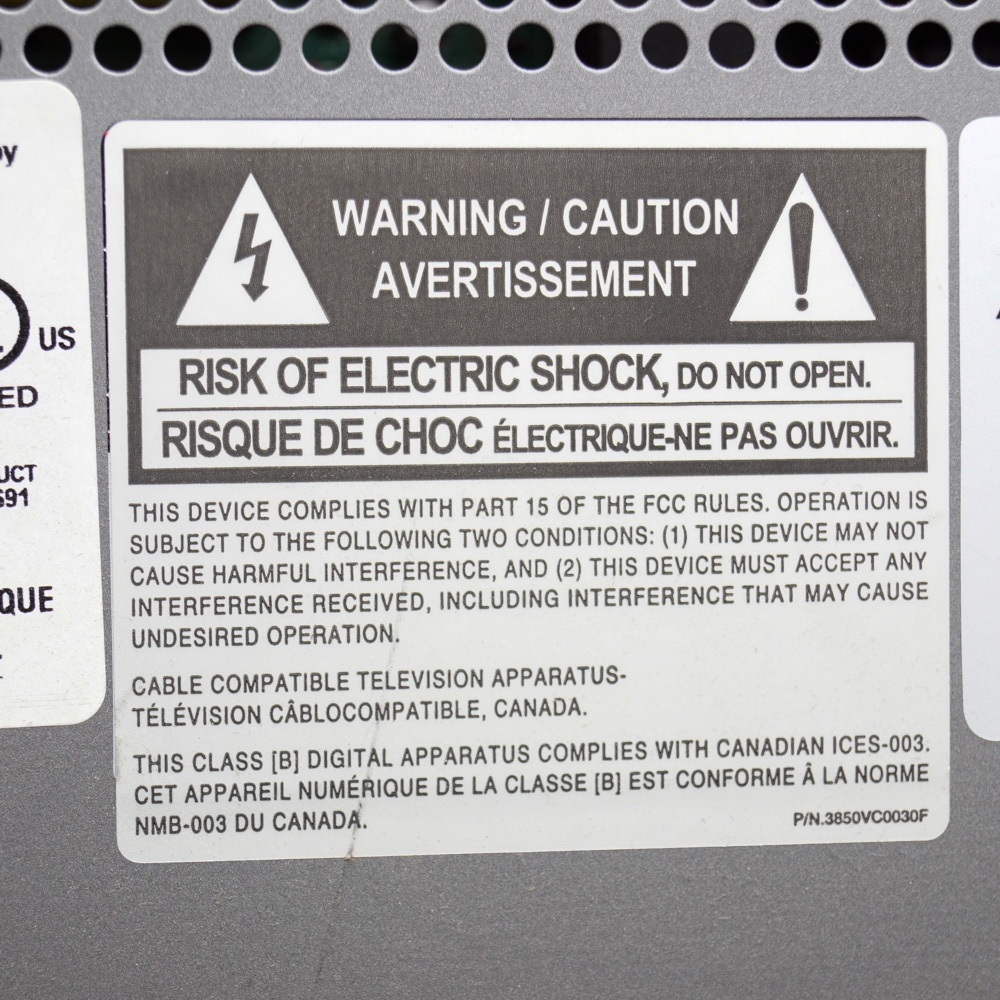 WARNING / CAUTION
AVERTISSEMENT
RISK OF ELECTRIC SHOCK, DO NOT OPEN.
RISQUE DE CHOC ÉLECTRIQUE-NE PAS OUVRIR.
THIS DEVICE COMPLIES WITH PART 15 OF THE FCC RULES. OPERATION IS
SUBJECT TO THE FOLLOWING TWO CONDITIONS: (1) THIS DEVICE MAY NOT
CAUSE HARMFUL INTERFERENCE, AND (2) THIS DEVICE MUST ACCEPT ANY
INTERFERENCE RECEIVED, INCLUDING INTERFERENCE THAT MAY CAUSE
UNDESIRED OPERATION.
CABLE COMPATIBLE TELEVISION APPARATUS-
TÉLÉVISION CÂBLOCOMPATIBLE, CANADA.
THIS CLASS [B] DIGITAL APPARATUS COMPLIES WITH CANADIAN ICES-003.
CET APPAREIL NUMÉRIQUE DE LA CLASSE [B] EST CONFORME À LA NORME
NMB-003 DU CANADA.
P/N.3850VC0030F
US